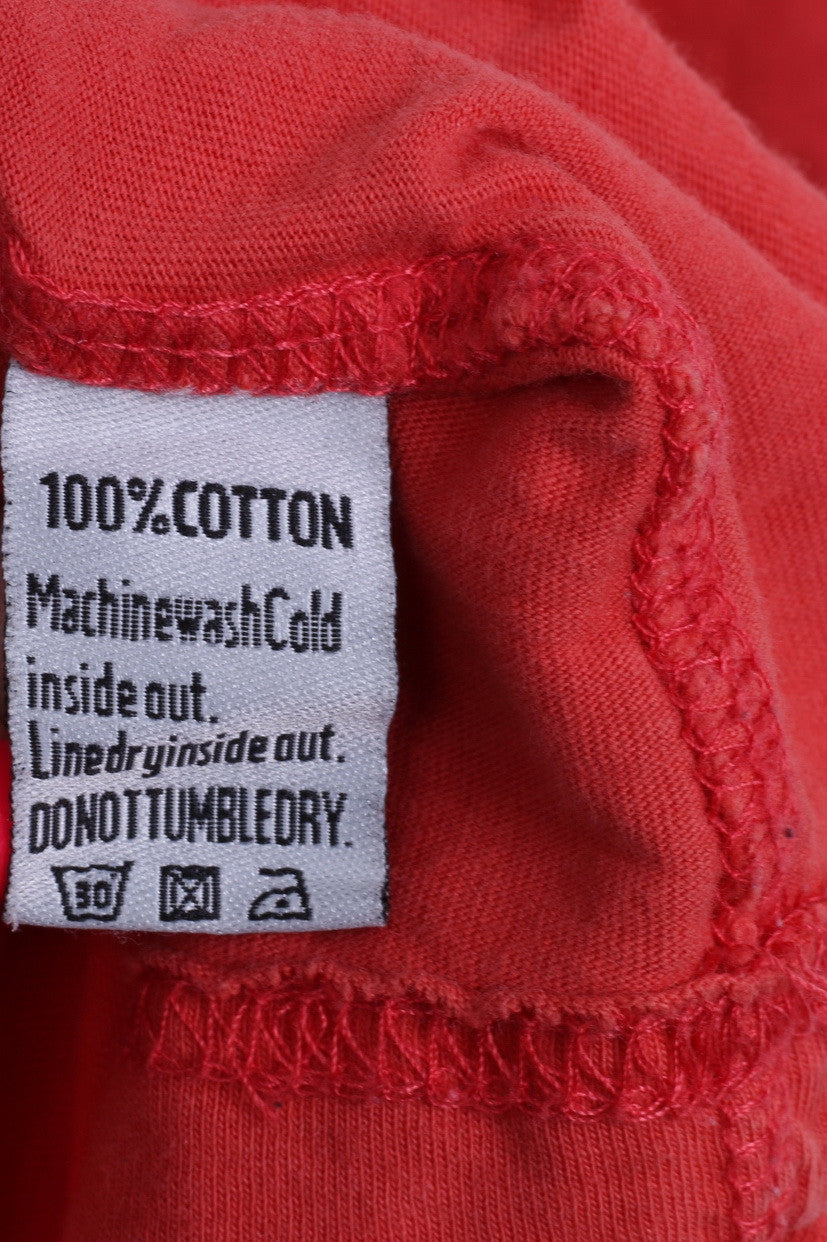 100%COTTON
MachinewashCold
inside out.
Linedryinside out.
DONOTTUMBLEDRY.
30